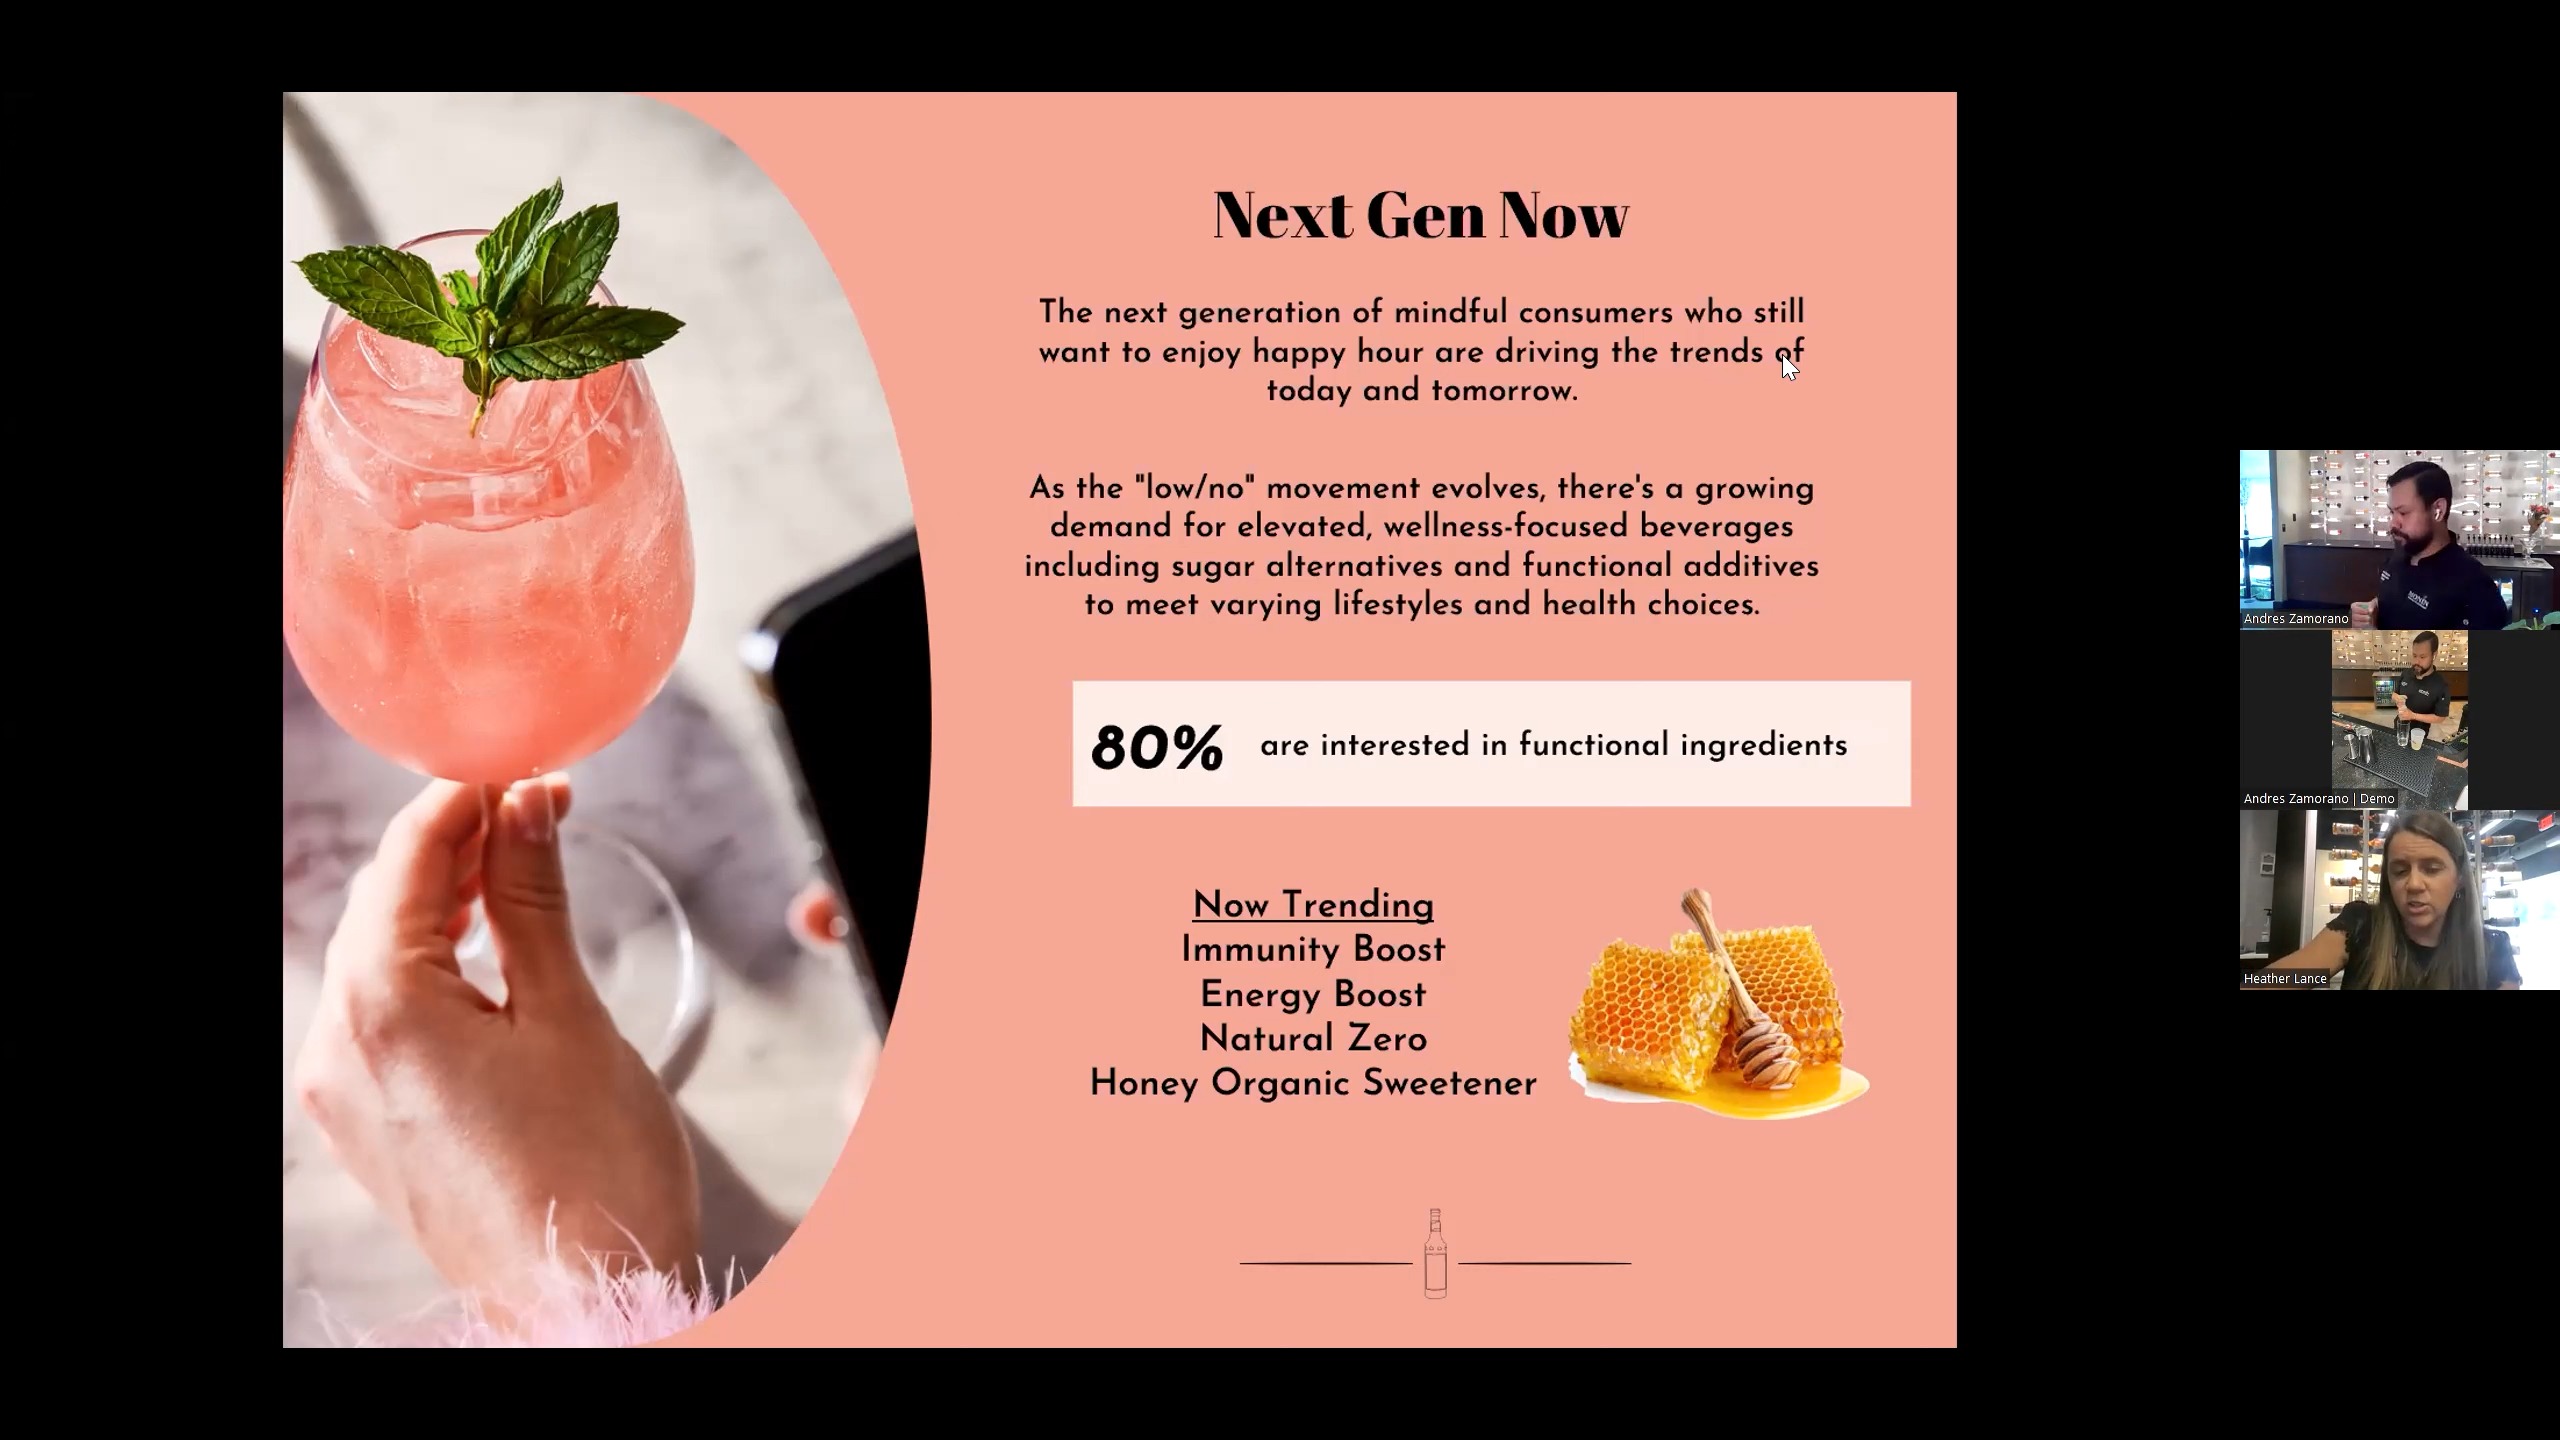 Next Gen Now
The next generation of mindful consumers who still
want to enjoy happy hour are driving the trends of
today and tomorrow.
As the "low/no" movement evolves, there's a growing
demand for elevated, wellness-focused beverages
including sugar alternatives and functional additives
to meet varying lifestyles and health choices.
80% are interested in functional ingredients
Now Trending
Immunity Boost
Energy Boost
Natural Zero
Honey Organic Sweetener
MONIN
Andres Zamorano
Andres Zamorano | Demo
Heather Lance